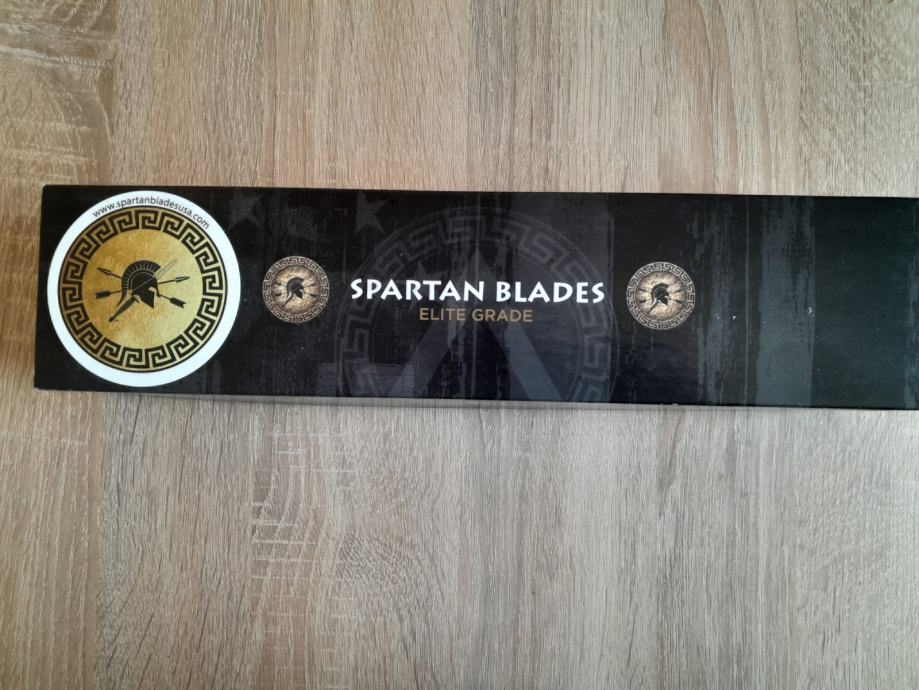 www.spartanbladesusa.com
SPARTAN BLADES
ELITE GRADE